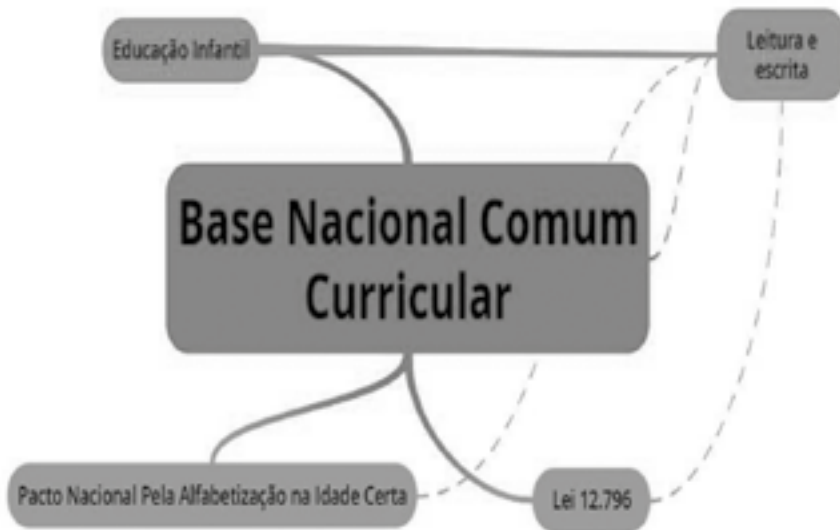 Educação Infantil
Leitura e
escrita
Base Nacional Comum
Curricular
Pacto Nacional Pela Alfabetização na Idade Certa
Lei 12.796